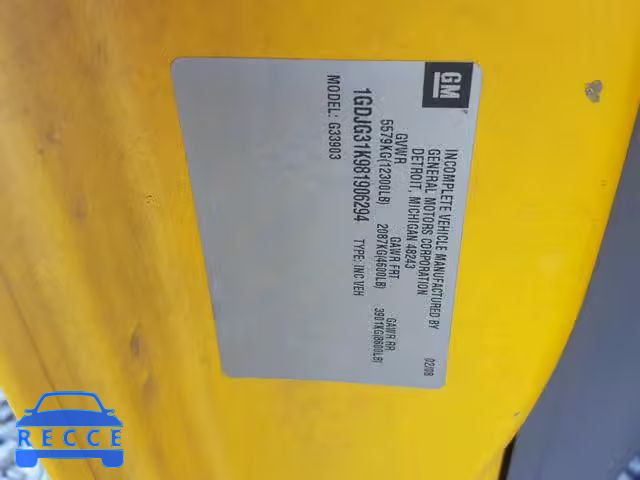 GM
INCOMPLETE VEHICLE MANUFACTURED BY
GENERAL MOTORS CORPORATION
DETROIT, MICHIGAN 48243
02/08
GVWR GAWR FRT GAWR RR
5579KG(12300LB) 2087KG(4600LB) 3901KG(8600LB)
1GDJG31K981906294 TYPE: INC VEH
MODEL: G33903
RECCE